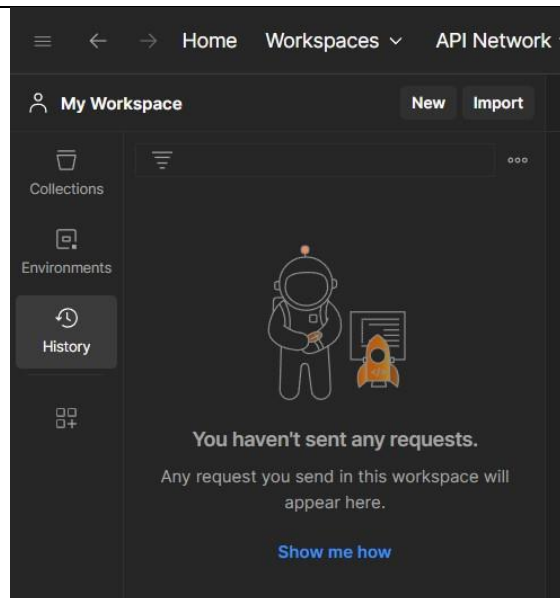 Home Workspaces API Network
My Workspace New Import
Collections
Environments
History
You haven't sent any requests.
Any request you send in this workspace will
appear here.
Show me how